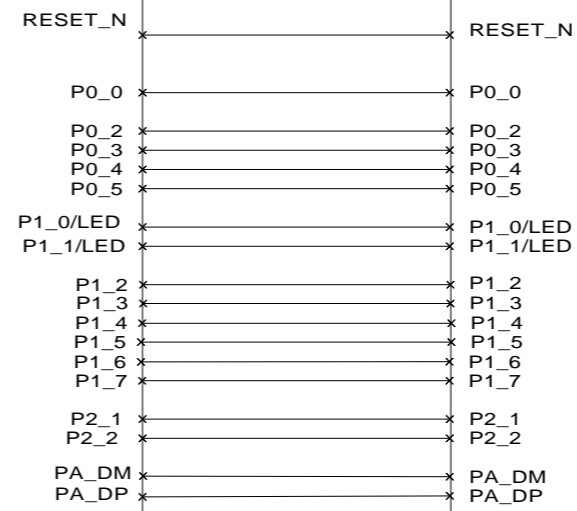 RESET_N RESET_N
P0_0 P0_0
P0_2 P0_2
P0_3 P0_3
P0_4 P0_4
P0_5 P0_5
P1_0/LED P1_0/LED
P1_1/LED P1_1/LED
P1_2 P1_2
P1_3 P1_3
P1_4 P1_4
P1_5 P1_5
P1_6 P1_6
P1_7 P1_7
P2_1 P2_1
P2_2 P2_2
PA_DM PA_DM
PA_DP PA_DP